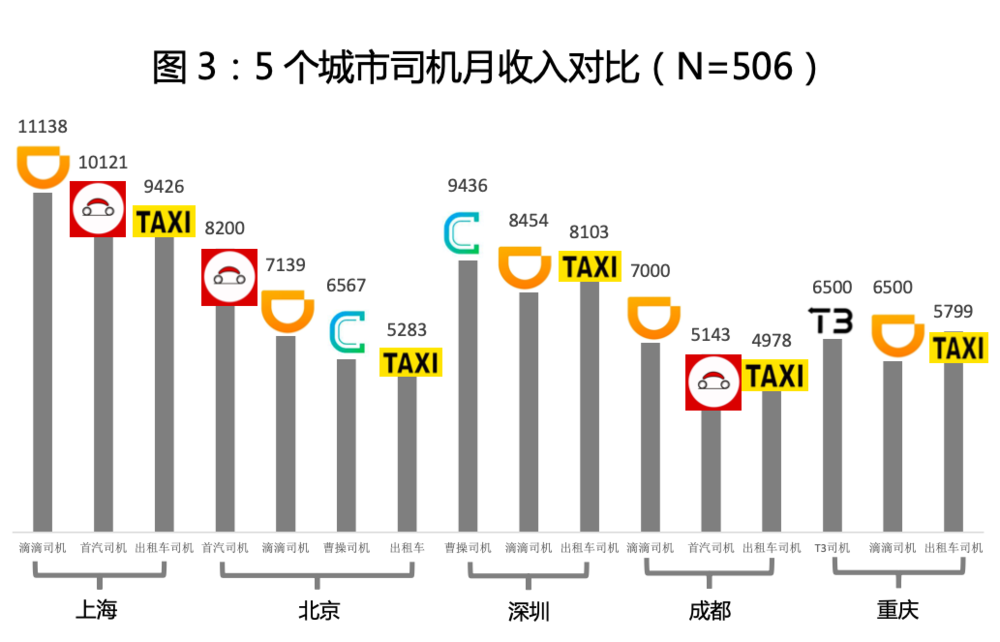 图 3：5 个城市司机月收入对比（N=506）
11138
10121
9426
8200
7139
6567
5283
9436
8454
8103
7000
5143
4978
6500
6500
5799
TAXI
TAXI
TAXI
TAXI
T3
TAXI
滴滴司机 首汽司机 出租车司机 首汽司机 滴滴司机 曹操司机 出租车 曹操司机 滴滴司机 出租车司机 滴滴司机 首汽司机 出租车司机 T3司机 滴滴司机 出租车司机
上海 北京 深圳 成都 重庆